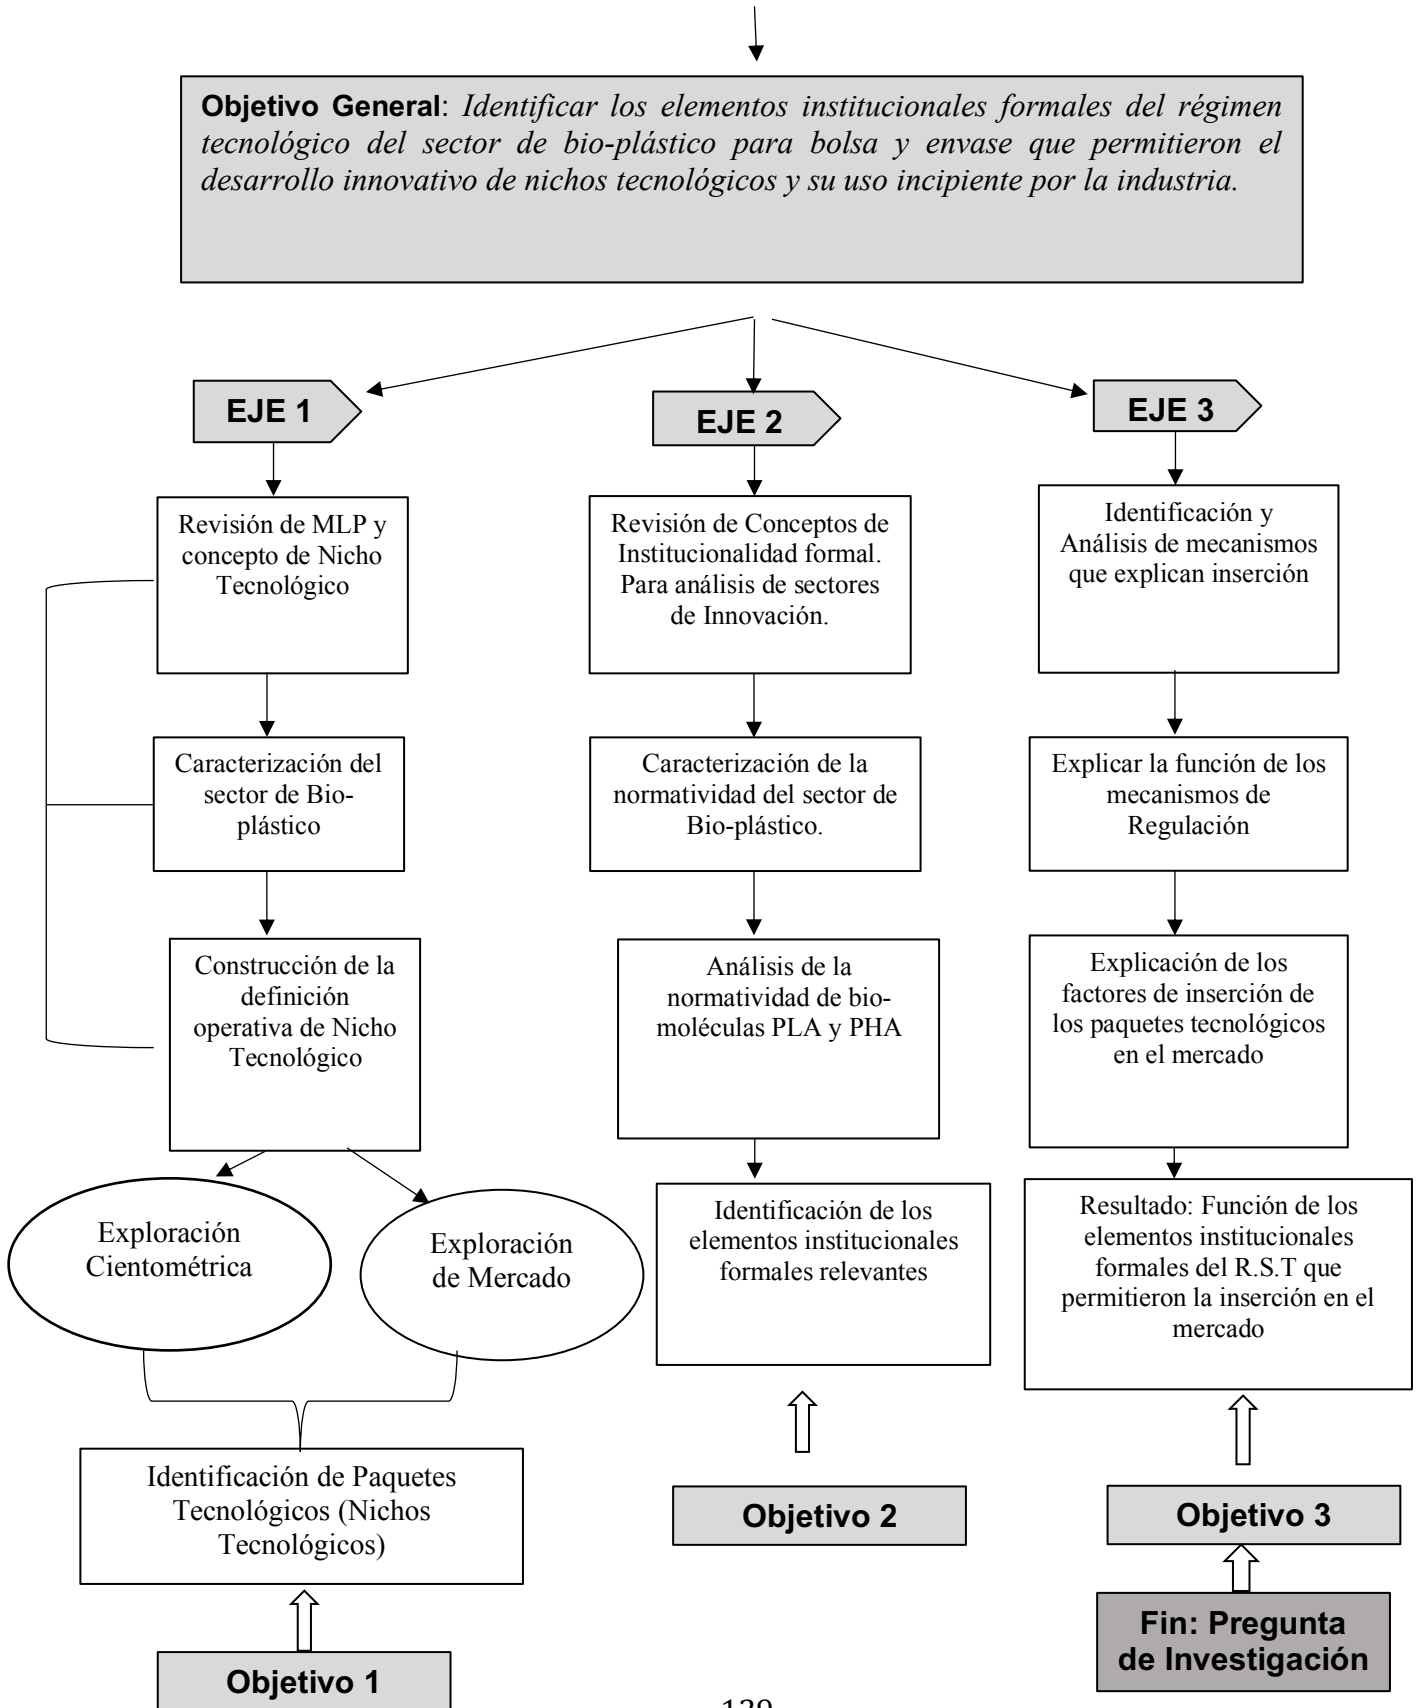 Objetivo General: Identificar los elementos institucionales formales del régimen
tecnológico del sector de bio-plástico para bolsa y envase que permitieron el
desarrollo innovativo de nichos tecnológicos y su uso incipiente por la industria.
EJE 1
Revisión de MLP y
concepto de Nicho
Tecnológico
Caracterización del
sector de Bio-
plástico
Construcción de la
definición
operativa de Nicho
Tecnológico
Exploración
Cientométrica
Exploración
de Mercado
Identificación de Paquetes
Tecnológicos (Nichos
Tecnológicos)
Objetivo 1
EJE 2
Revisión de Conceptos de
Institucionalidad formal.
Para análisis de sectores
de Innovación.
Caracterización de la
normatividad del sector de
Bio-plástico.
Análisis de la
normatividad de bio-
moléculas PLA y PHA
Identificación de los
elementos institucionales
formales relevantes
Objetivo 2
EJE 3
Identificación y
Análisis de mecanismos
que explican inserción
Explicar la función de los
mecanismos de
Regulación
Explicación de los
factores de inserción de
los paquetes tecnológicos
en el mercado
Resultado: Función de los
elementos institucionales
formales del R.S.T que
permitieron la inserción en el
mercado
Objetivo 3
Fin: Pregunta
de Investigación